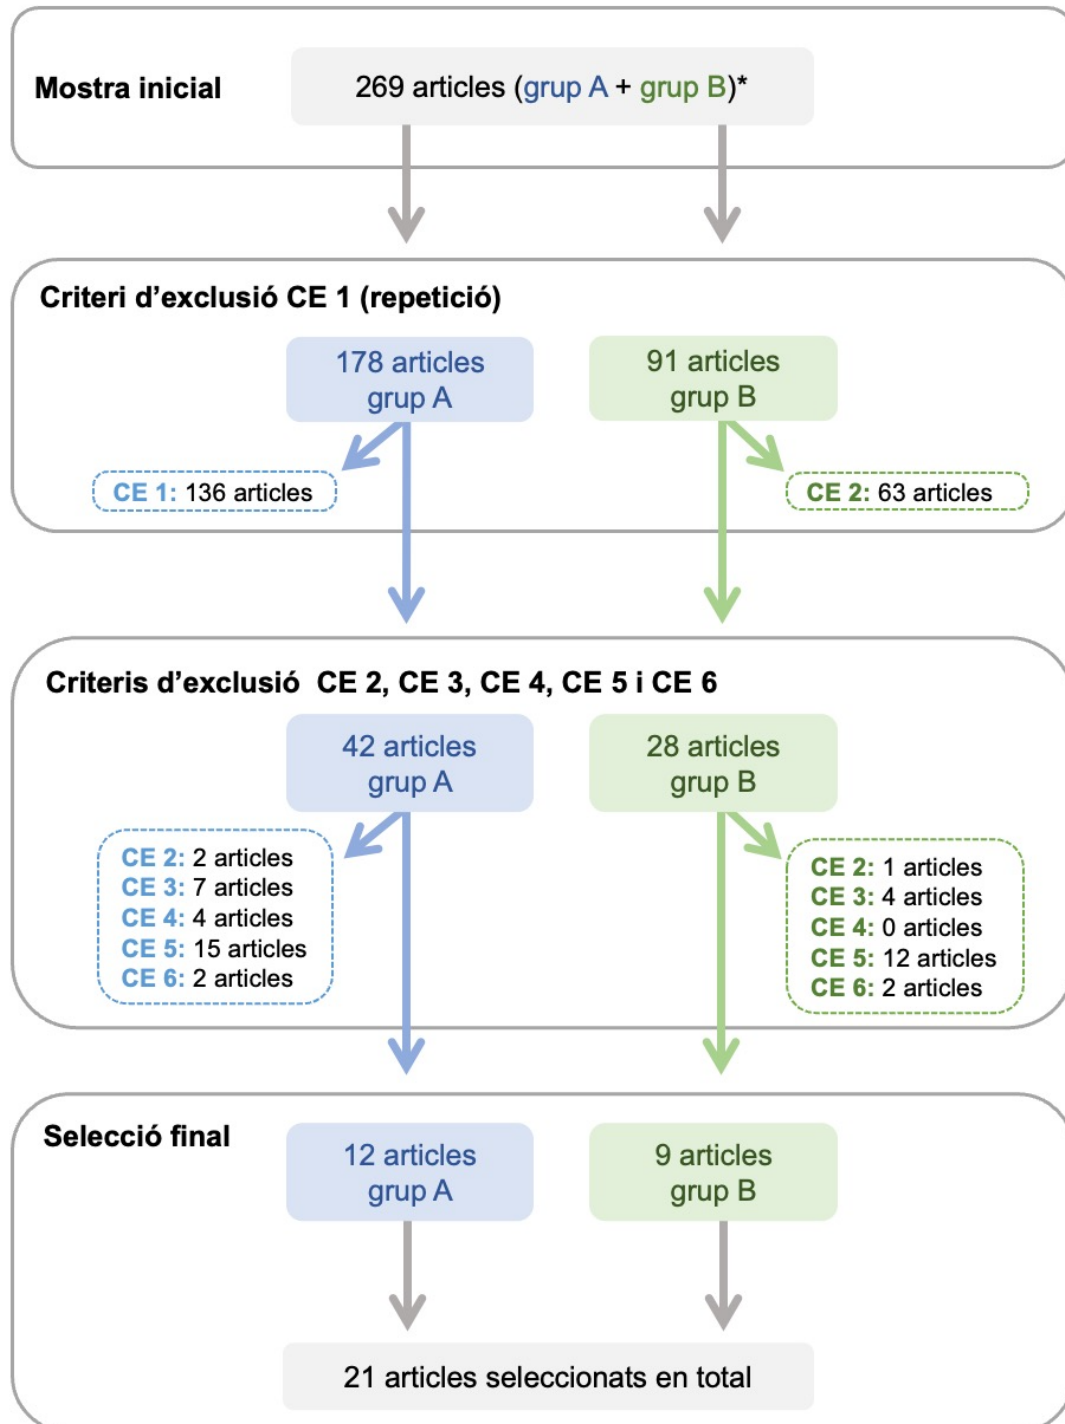 Mostra inicial
269 articles (grup A + grup B)*
Criteri d’exclusió CE 1 (repetició)
178 articles
grup A
91 articles
grup B
CE 1: 136 articles
CE 2: 63 articles
Criteris d’exclusió  CE 2, CE 3, CE 4, CE 5 i CE 6
42 articles
grup A
28 articles
grup B
CE 2: 2 articles
CE 3: 7 articles
CE 4: 4 articles
CE 5: 15 articles
CE 6: 2 articles
CE 2: 1 articles
CE 3: 4 articles
CE 4: 0 articles
CE 5: 12 articles
CE 6: 2 articles
Selecció final
12 articles
grup A
9 articles
grup B
21 articles seleccionats en total